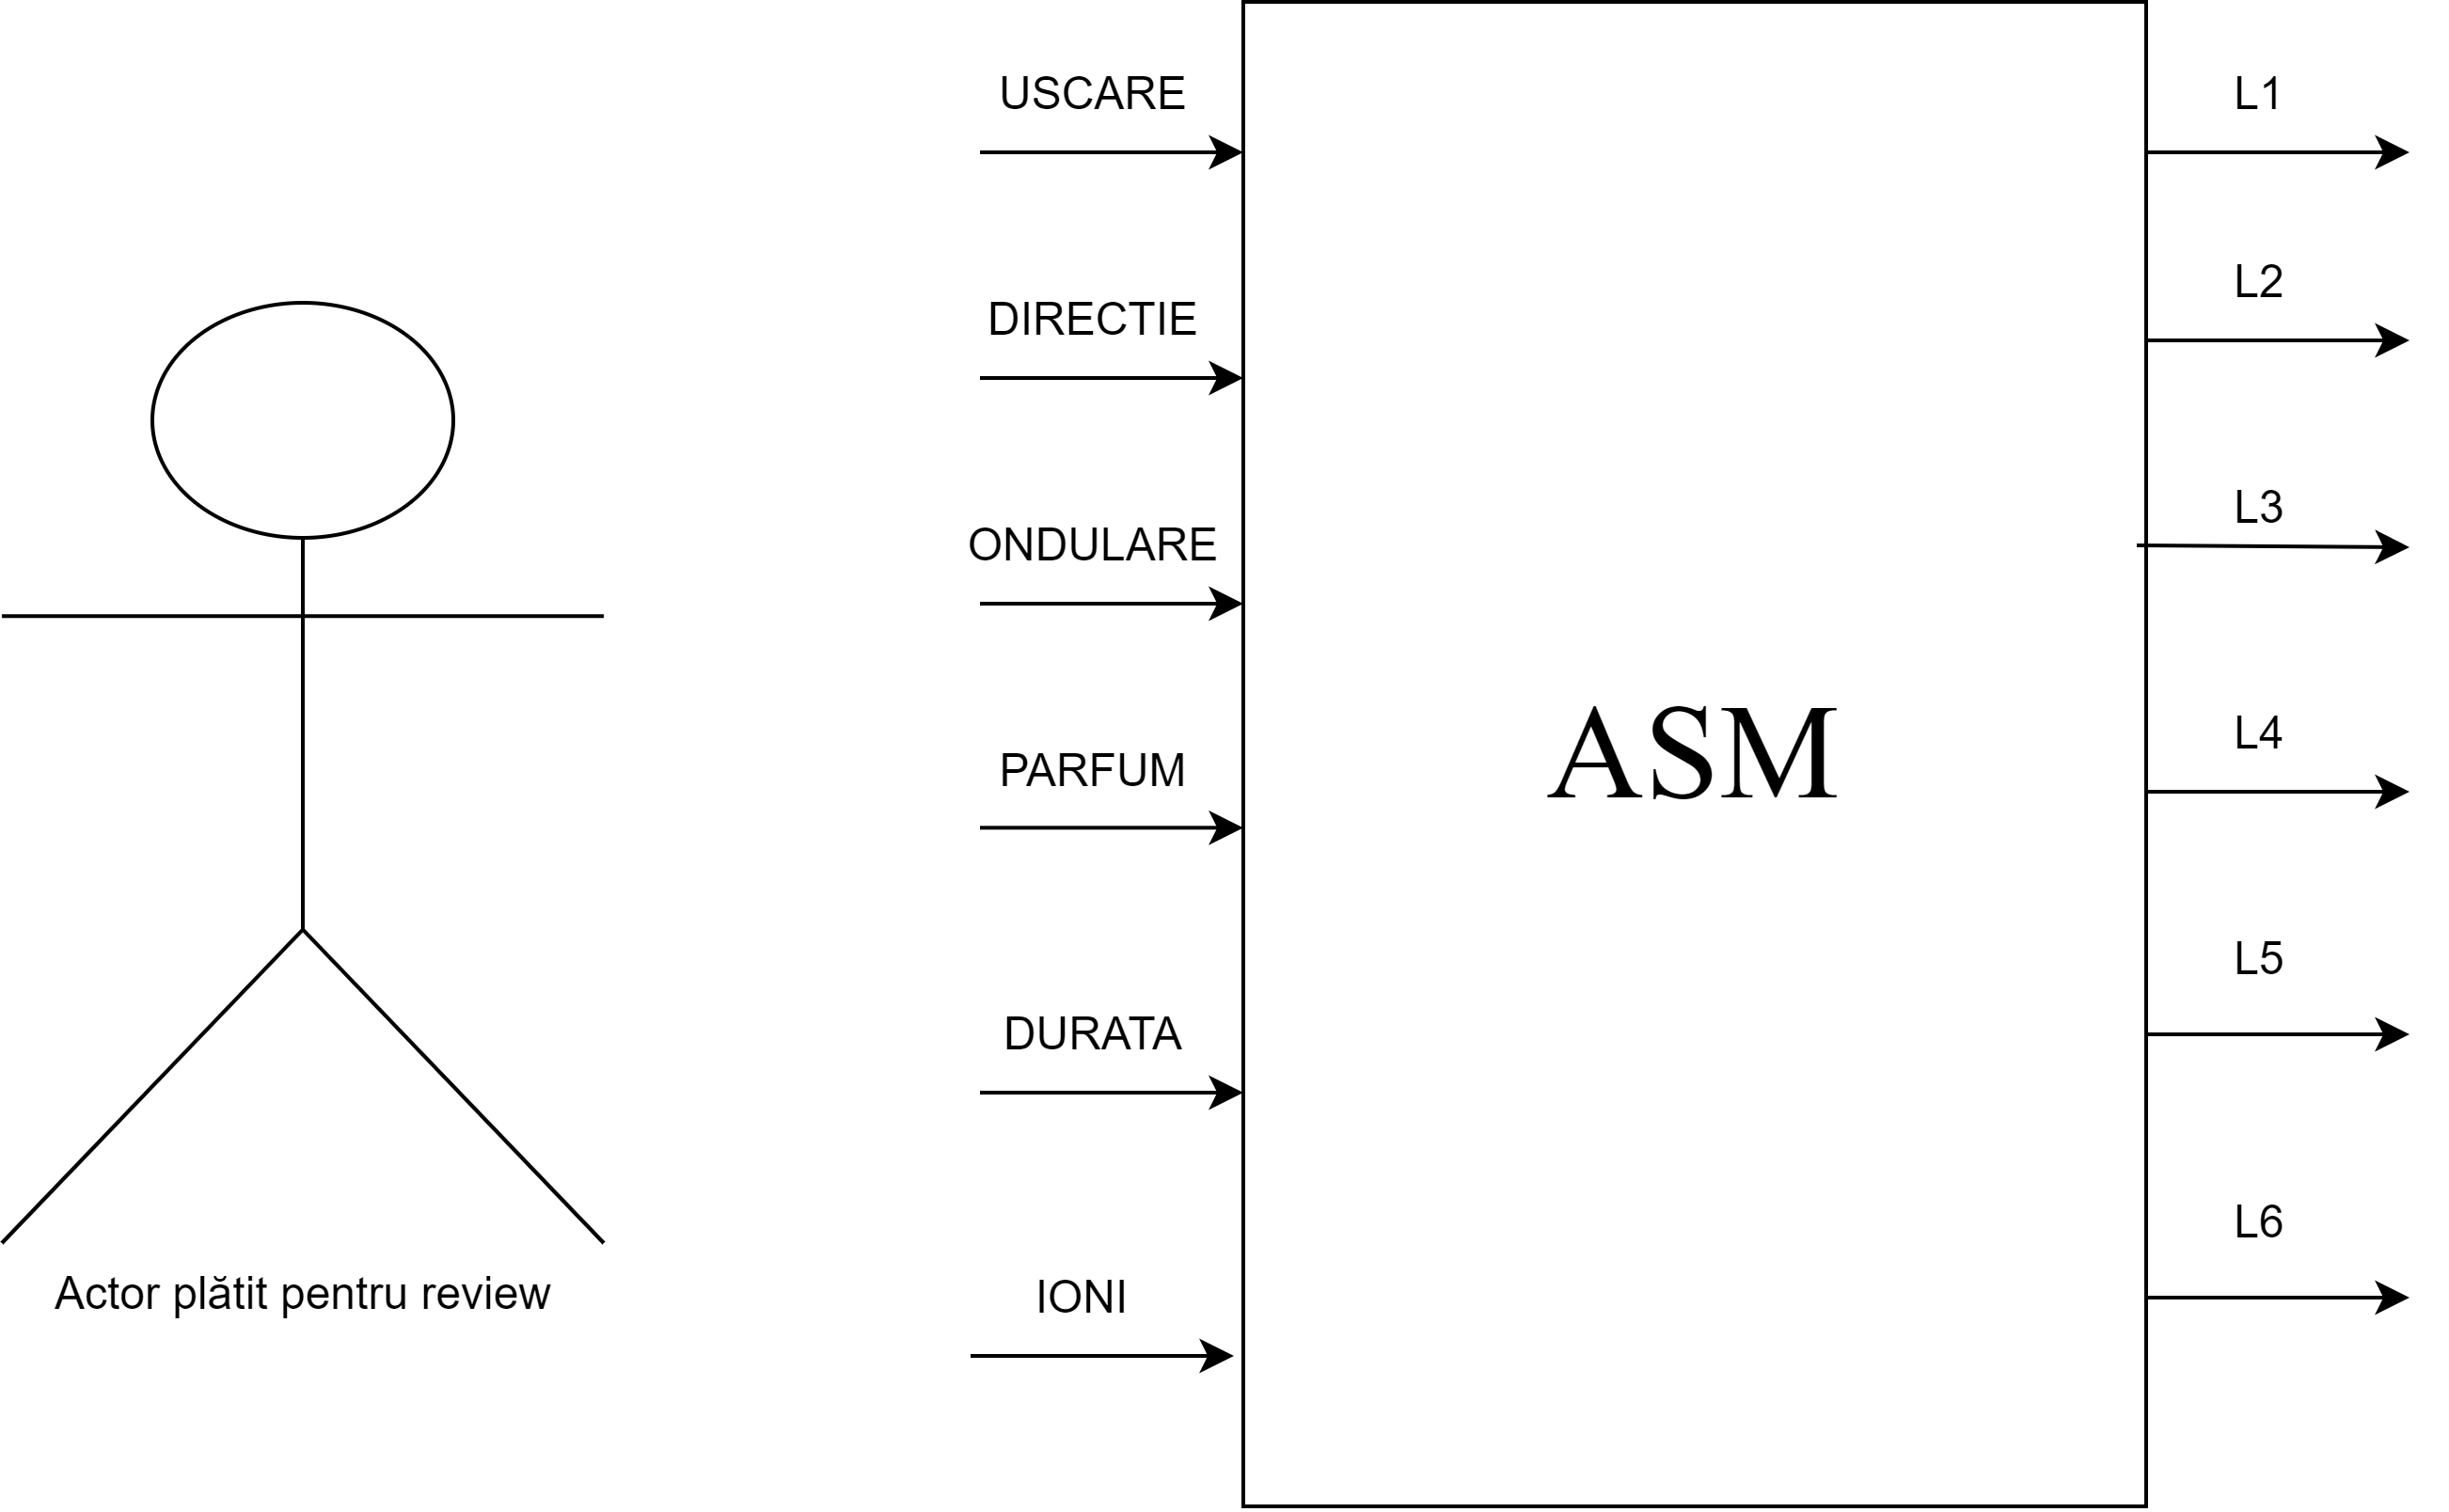 USCARE
L1
DIRECTIE
L2
ONDULARE
L3
PARFUM
ASM
L4
DURATA
L5
IONI
L6
Actor plătit pentru review